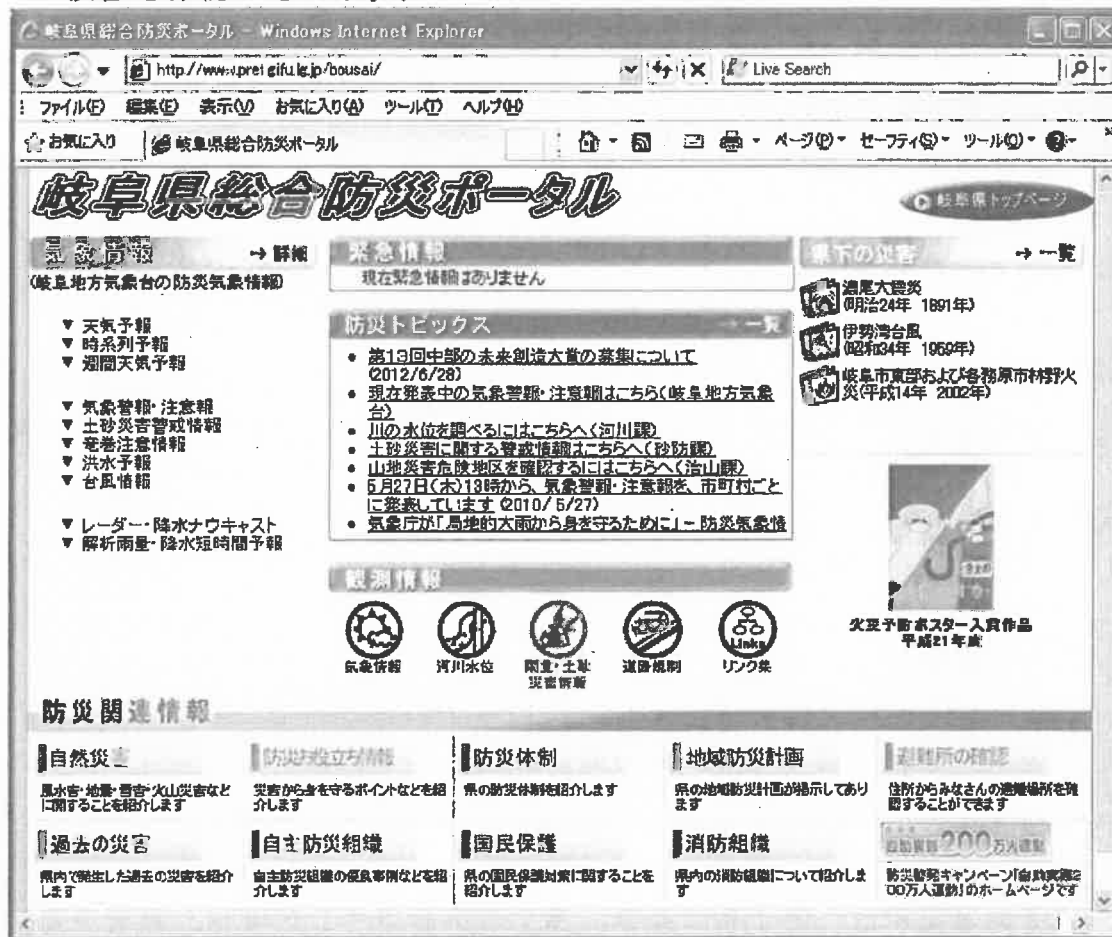 岐阜県総合防災ポータル - Windows Internet Explorer
http://www.pref.gifu.lg.jp/bousai/
Live Search
ファイル(F) 編集(E) 表示(V) お気に入り(A) ツール(T) ヘルプ(H)
お気に入り 岐阜県総合防災ポータル
ページ(P) セーフティ(S) ツール(O)
岐阜県総合防災ポータル
岐阜県トップページ
気象情報 → 詳細
(岐阜地方気象台の防災気象情報)
▼ 天気予報
▼ 時系列予報
▼ 週間天気予報
▼ 気象警報・注意報
▼ 土砂災害警戒情報
▼ 竜巻注意情報
▼ 洪水予報
▼ 台風情報
▼ レーダー・降水ナウキャスト
▼ 解析雨量・降水短時間予報
緊急情報
現在緊急情報はありません
防災トピックス → 一覧
• 第13回中部の未来創造大賞の募集について
(2012/6/28)
• 現在発表中の気象警報・注意報はこちら(岐阜地方気象
台)
• 川の水位を調べるにはこちらへ(河川課)
• 土砂災害に関する警戒情報はこちらへ(砂防課)
• 山地災害危険地区を確認するにはこちらへ(治山課)
• 5月27日(木)13時から、気象警報・注意報を、市町村ごと
に発表しています (2010/5/27)
• 気象庁が「局地的大雨から身を守るために」- 防災気象情
観測情報
気象情報
河川水位
雨量・土砂
災害情報
道路規制
Links
リンク集
県下の災害 → 一覧
濃尾大震災
(明治24年 1891年)
伊勢湾台風
(昭和34年 1959年)
岐阜市東部および各務原市林野火
災(平成14年 2002年)
火災予防ポスター入賞作品
平成21年度
防災関連情報
自然災害
風水害・地震・雪害・火山災害など
に関することを紹介します
防災お役立ち情報
災害から身を守るポイントなどを紹
介します
防災体制
県の防災体制を紹介します
地域防災計画
県の地域防災計画が掲示してあり
ます
避難所の確認
住所からみなさんの避難場所を確
認することができます
過去の災害
県内で発生した過去の災害を紹介
します
自主防災組織
自主防災組織の優良事例などを紹
介します
国民保護
県の国民保護対策に関することを
紹介します
消防組織
県内の消防組織について紹介しま
す
自助実践200万人運動
防災啓発キャンペーン「自助実践2
00万人運動」のホームページです